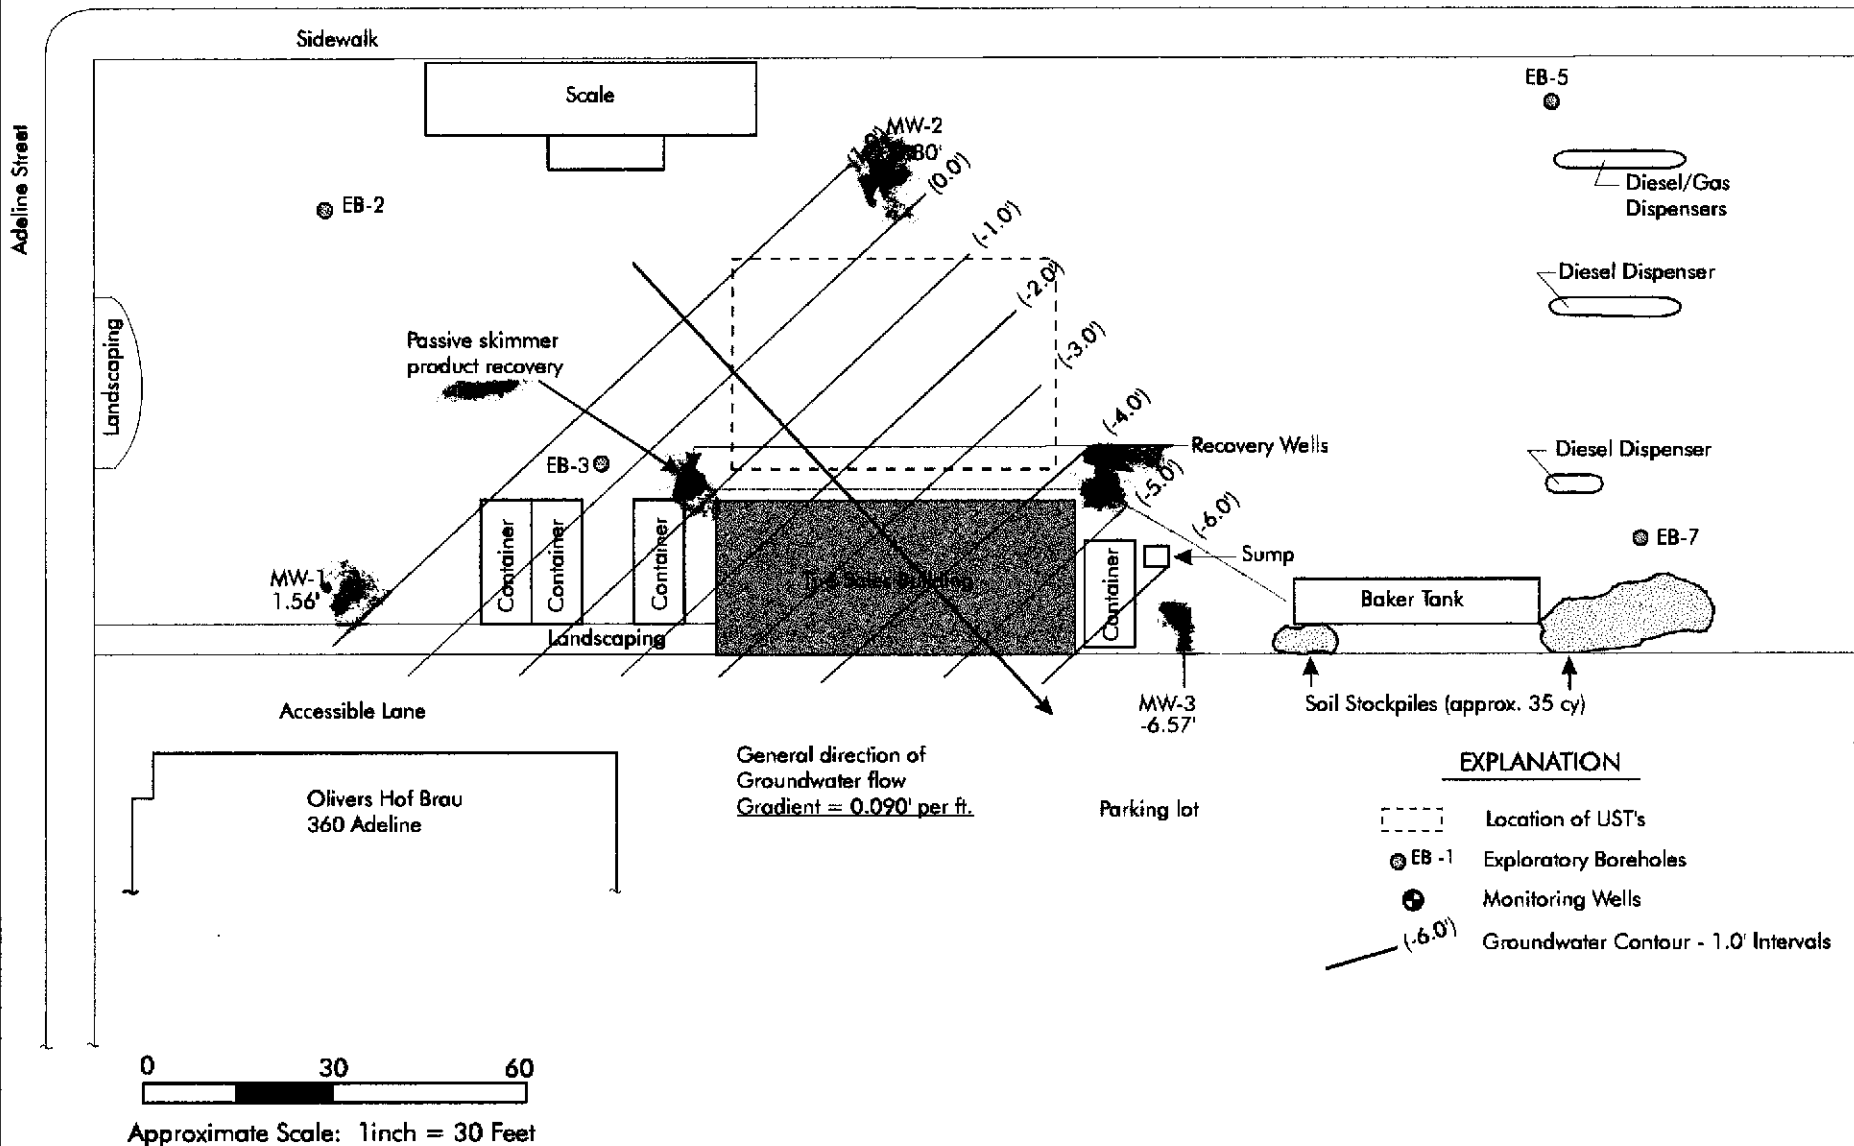 Sidewalk
Adeline Street
Scale
EB-5
MW-2
80'
(0.0')
(-1.0')
(-2.0')
(-3.0')
(-4.0')
(-5.0')
(-6.0')
Diesel/Gas
Dispensers
EB-2
Diesel Dispenser
Landscaping
Passive skimmer
product recovery
Recovery Wells
Diesel Dispenser
EB-3
EB-7
Sump
Container
Container
Container
Container
MW-1
1.56'
Building
Baker Tank
Landscaping
Accessible Lane
MW-3
-6.57'
Soil Stockpiles (approx. 35 cy)
General direction of
Groundwater flow
Gradient = 0.090' per ft.
Olivers Hof Brau
360 Adeline
Parking lot
EXPLANATION
Location of UST's
EB -1 Exploratory Boreholes
Monitoring Wells
(-6.0') Groundwater Contour - 1.0' Intervals
0 30 60
Approximate Scale: 1inch = 30 Feet